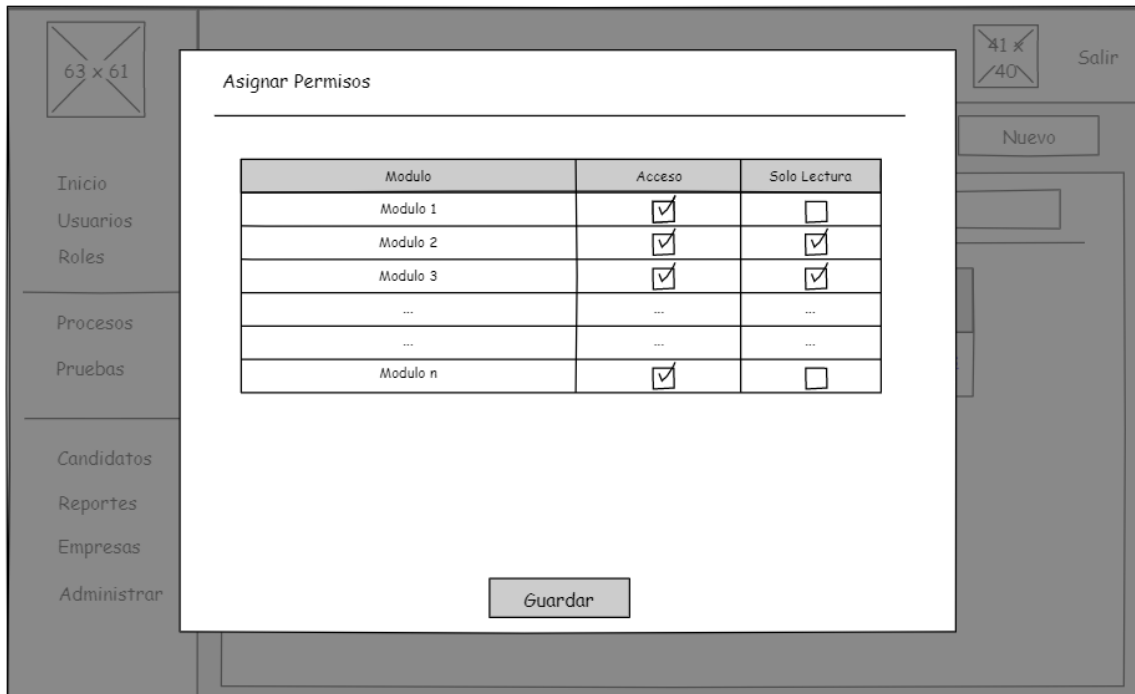 63 x 61
41 x
40
Salir
Nuevo
Inicio
Usuarios
Roles
Procesos
Pruebas
Candidatos
Reportes
Empresas
Administrar
Asignar Permisos
Modulo Acceso Solo Lectura
Modulo 1
Modulo 2
Modulo 3
... ... ...
... ... ...
Modulo n
Guardar